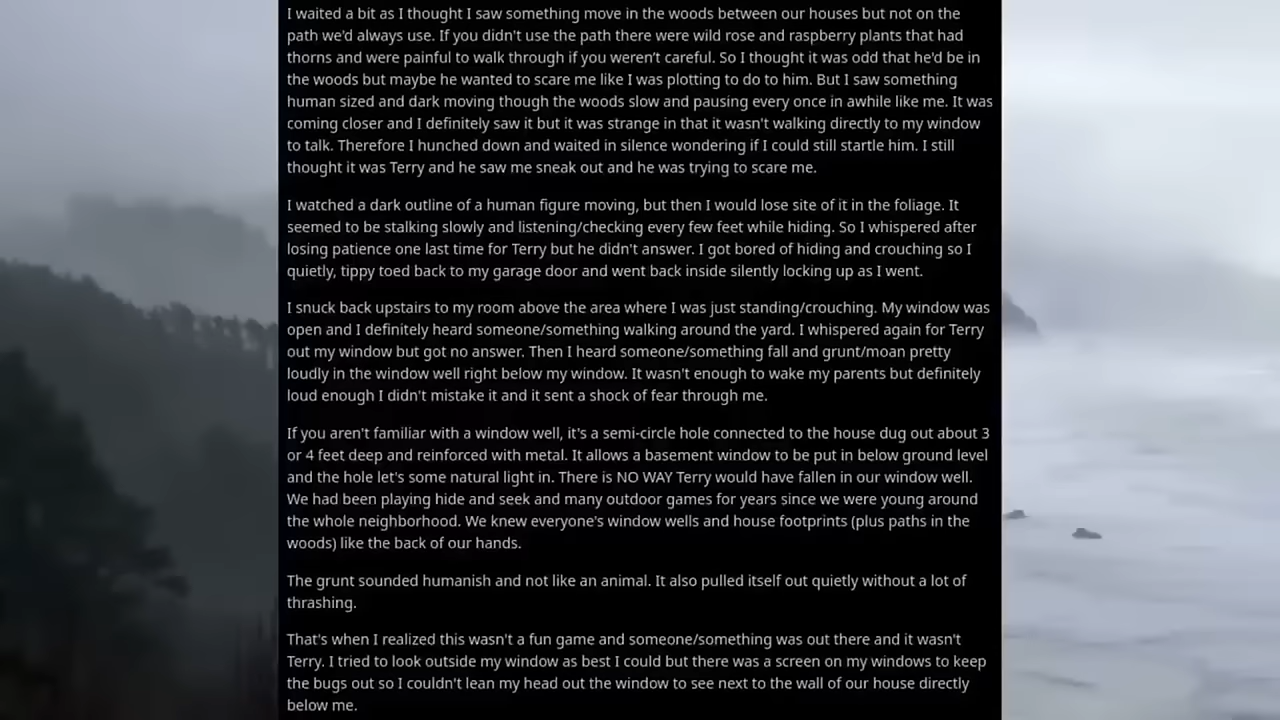 I waited a bit as I thought I saw something move in the woods between our houses but not on the
path we'd always use. If you didn't use the path there were wild rose and raspberry plants that had
thorns and were painful to walk through if you weren’t careful. So I thought it was odd that he'd be in
the woods but maybe he wanted to scare me like I was plotting to do to him. But I saw something
human sized and dark moving though the woods slow and pausing every once in awhile like me. It was
coming closer and I definitely saw it but it was strange in that it wasn't walking directly to my window
to talk. Therefore I hunched down and waited in silence wondering if I could still startle him. I still
thought it was Terry and he saw me sneak out and he was trying to scare me.
I watched a dark outline of a human figure moving, but then I would lose site of it in the foliage. It
seemed to be stalking slowly and listening/checking every few feet while hiding. So I whispered after
losing patience one last time for Terry but he didn't answer. I got bored of hiding and crouching so I
quietly, tippy toed back to my garage door and went back inside silently locking up as I went.
I snuck back upstairs to my room above the area where I was just standing/crouching. My window was
open and I definitely heard someone/something walking around the yard. I whispered again for Terry
out my window but got no answer. Then I heard someone/something fall and grunt/moan pretty
loudly in the window well right below my window. It wasn't enough to wake my parents but definitely
loud enough I didn't mistake it and it sent a shock of fear through me.
If you aren't familiar with a window well, it's a semi-circle hole connected to the house dug out about 3
or 4 feet deep and reinforced with metal. It allows a basement window to be put in below ground level
and the hole let's some natural light in. There is NO WAY Terry would have fallen in our window well.
We had been playing hide and seek and many outdoor games for years since we were young around
the whole neighborhood. We knew everyone's window wells and house footprints (plus paths in the
woods) like the back of our hands.
The grunt sounded humanish and not like an animal. It also pulled itself out quietly without a lot of
thrashing.
That's when I realized this wasn't a fun game and someone/something was out there and it wasn't
Terry. I tried to look outside my window as best I could but there was a screen on my windows to keep
the bugs out so I couldn't lean my head out the window to see next to the wall of our house directly
below me.